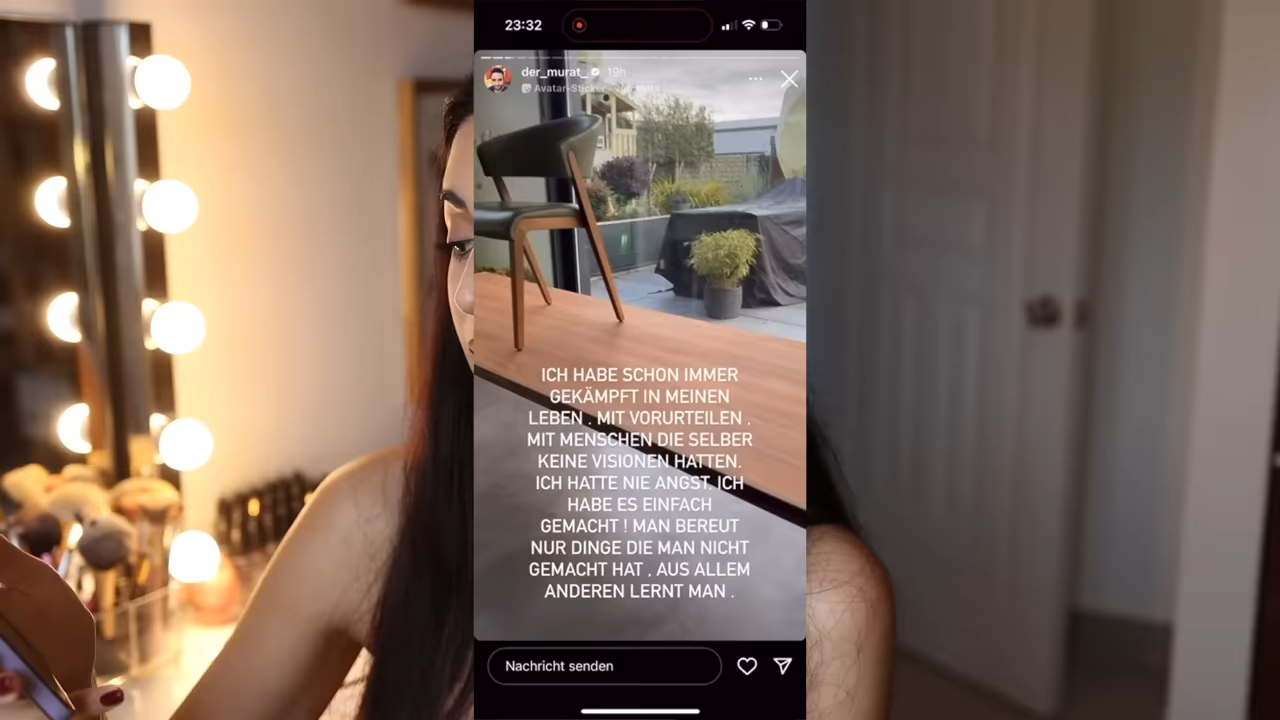 23:32
der_murat_ 19h
Avatar-Sticker
ICH HABE SCHON IMMER
GEKÄMPFT IN MEINEN
LEBEN . MIT VORURTEILEN .
MIT MENSCHEN DIE SELBER
KEINE VISIONEN HATTEN.
ICH HATTE NIE ANGST. ICH
HABE ES EINFACH
GEMACHT ! MAN BEREUT
NUR DINGE DIE MAN NICHT
GEMACHT HAT , AUS ALLEM
ANDEREN LERNT MAN .
Nachricht senden